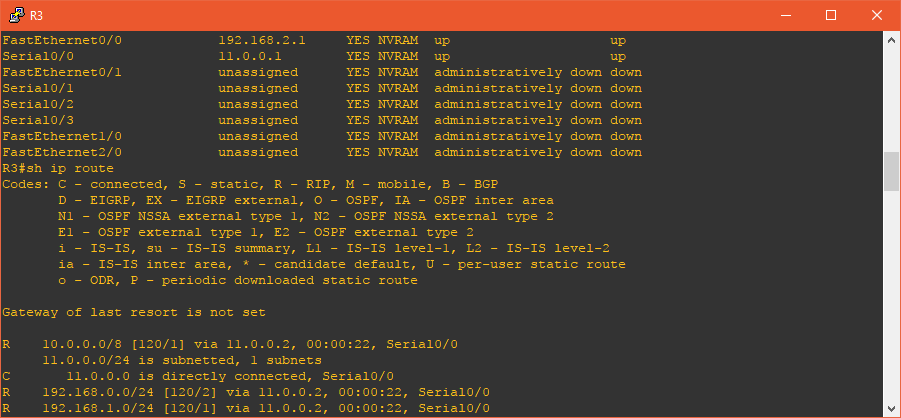 R3
FastEthernet0/0            192.168.2.1     YES NVRAM  up                    up
Serial0/0                  11.0.0.1        YES NVRAM  up                    up
FastEthernet0/1            unassigned      YES NVRAM  administratively down down
Serial0/1                  unassigned      YES NVRAM  administratively down down
Serial0/2                  unassigned      YES NVRAM  administratively down down
Serial0/3                  unassigned      YES NVRAM  administratively down down
FastEthernet1/0            unassigned      YES NVRAM  administratively down down
FastEthernet2/0            unassigned      YES NVRAM  administratively down down
R3#sh ip route
Codes: C - connected, S - static, R - RIP, M - mobile, B - BGP
       D - EIGRP, EX - EIGRP external, O - OSPF, IA - OSPF inter area
       N1 - OSPF NSSA external type 1, N2 - OSPF NSSA external type 2
       E1 - OSPF external type 1, E2 - OSPF external type 2
       i - IS-IS, su - IS-IS summary, L1 - IS-IS level-1, L2 - IS-IS level-2
       ia - IS-IS inter area, * - candidate default, U - per-user static route
       o - ODR, P - periodic downloaded static route
Gateway of last resort is not set
R    10.0.0.0/8 [120/1] via 11.0.0.2, 00:00:22, Serial0/0
     11.0.0.0/24 is subnetted, 1 subnets
C       11.0.0.0 is directly connected, Serial0/0
R    192.168.0.0/24 [120/2] via 11.0.0.2, 00:00:22, Serial0/0
R    192.168.1.0/24 [120/1] via 11.0.0.2, 00:00:22, Serial0/0